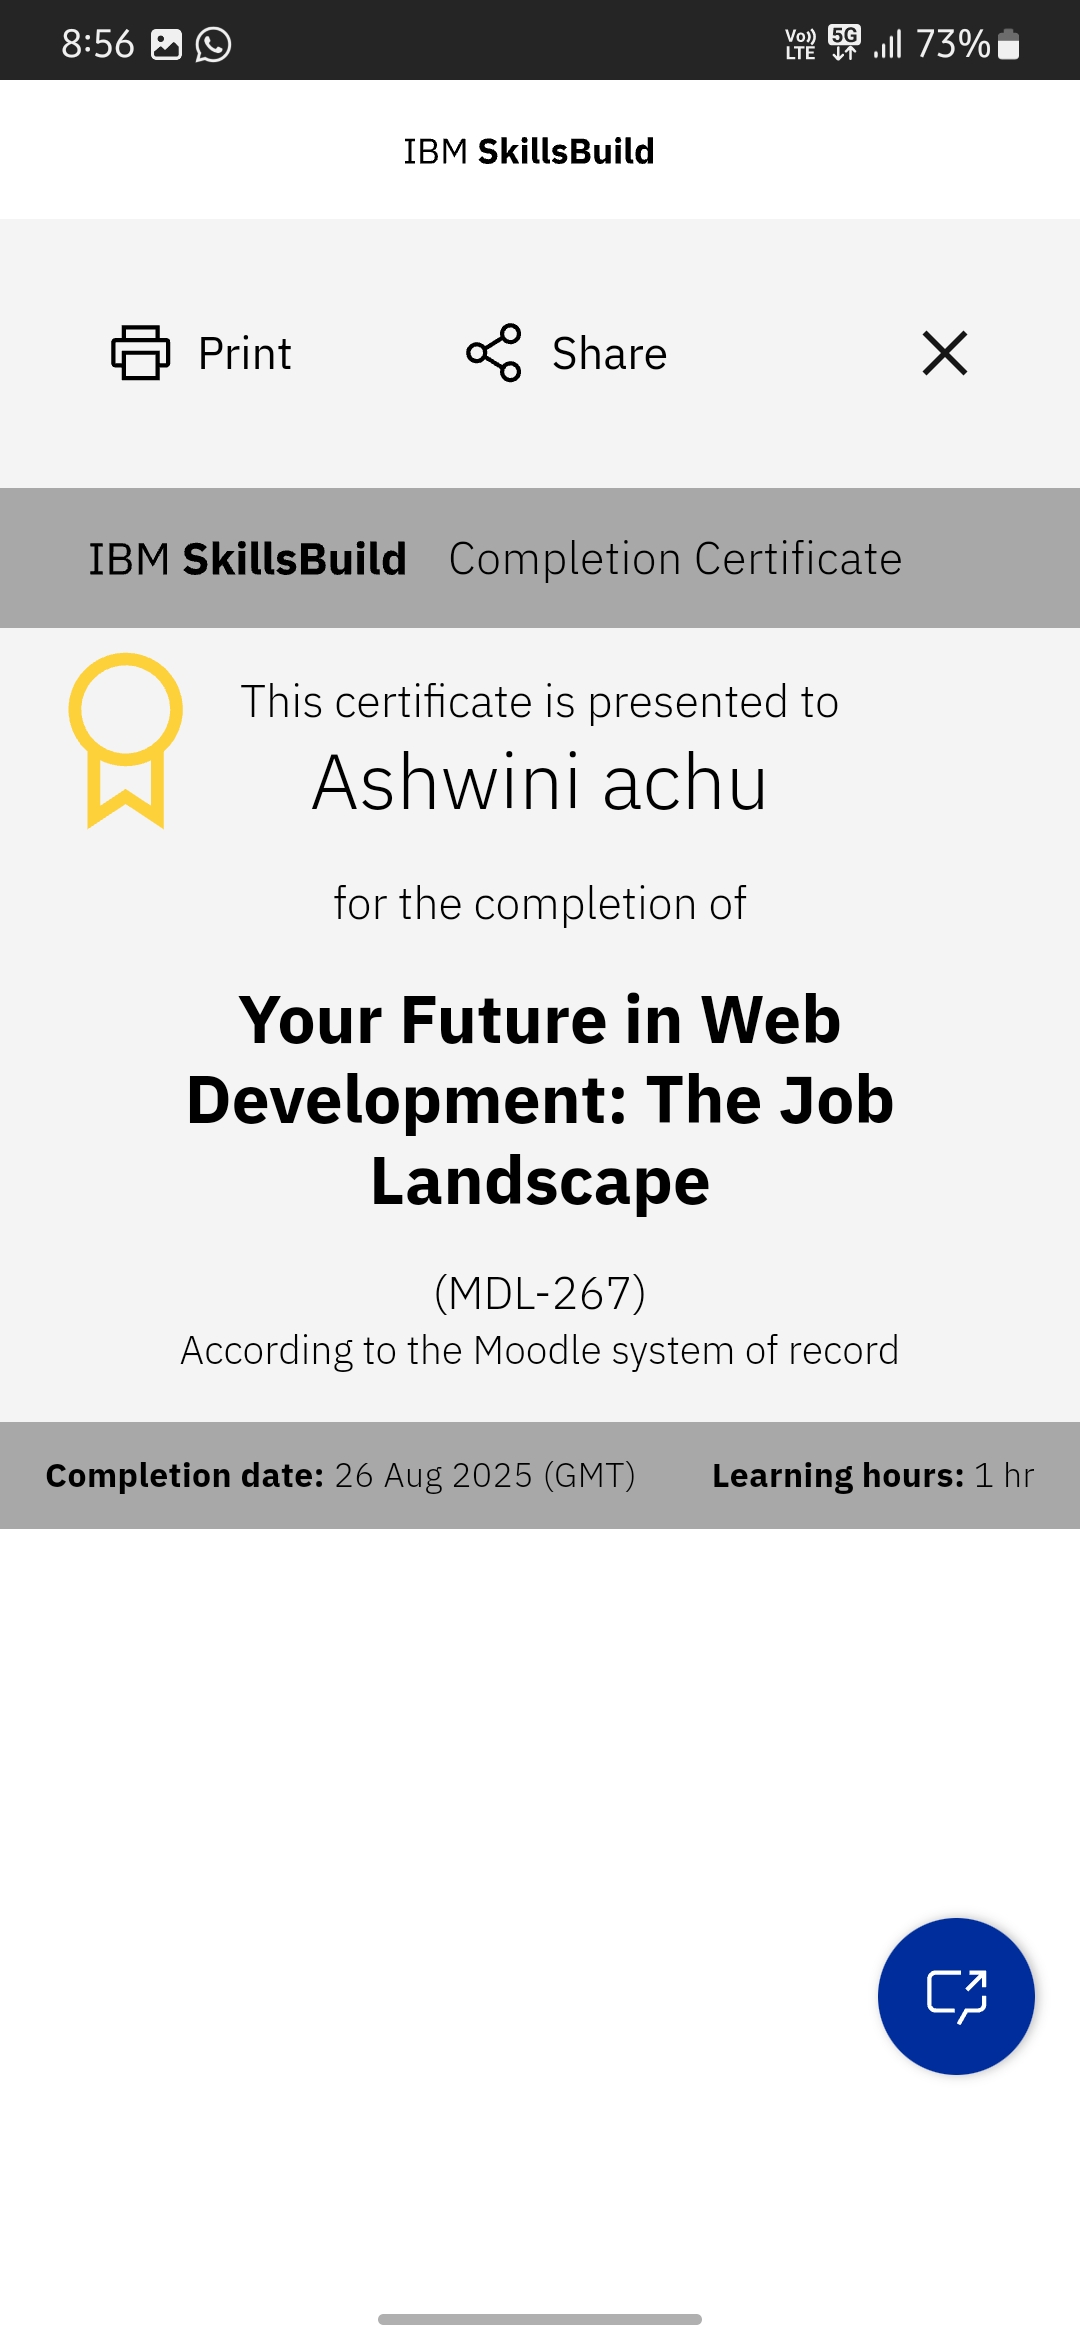 8:56 Vo)) LTE 5G 73%
IBM SkillsBuild
Print Share
IBM SkillsBuild Completion Certificate
This certificate is presented to
Ashwini achu
for the completion of
Your Future in Web
Development: The Job
Landscape
(MDL-267)
According to the Moodle system of record
Completion date: 26 Aug 2025 (GMT) Learning hours: 1 hr